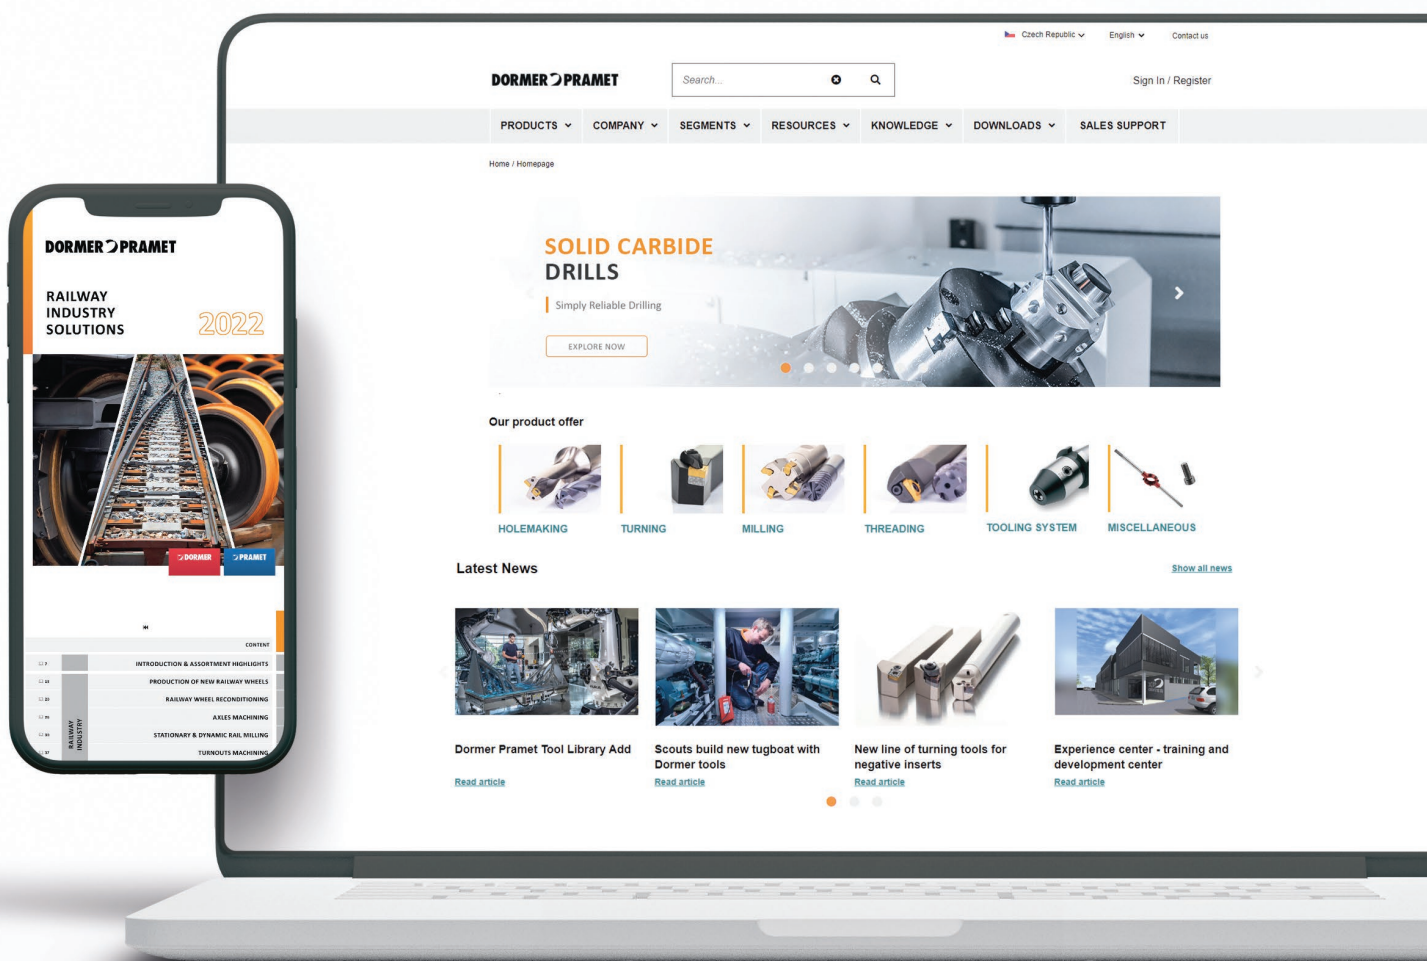 Czech Republic
English
Contact us
DORMER PRAMET
Search...
Sign In / Register
PRODUCTS
COMPANY
SEGMENTS
RESOURCES
KNOWLEDGE
DOWNLOADS
SALES SUPPORT
Home / Homepage
SOLID CARBIDE
DRILLS
Simply Reliable Drilling
EXPLORE NOW
Our product offer
HOLEMAKING
TURNING
MILLING
THREADING
TOOLING SYSTEM
MISCELLANEOUS
Latest News
Show all news
Dormer Pramet Tool Library Add
Read article
Scouts build new tugboat with
Dormer tools
Read article
New line of turning tools for
negative inserts
Read article
Experience center - training and
development center
Read article
DORMER PRAMET
RAILWAY
INDUSTRY
SOLUTIONS
2022
DORMER
PRAMET
CONTENT
INTRODUCTION & ASSORTMENT HIGHLIGHTS
PRODUCTION OF NEW RAILWAY WHEELS
RAILWAY WHEEL RECONDITIONING
AXLES MACHINING
STATIONARY & DYNAMIC RAIL MILLING
TURNOUTS MACHINING
RAILWAY
INDUSTRY